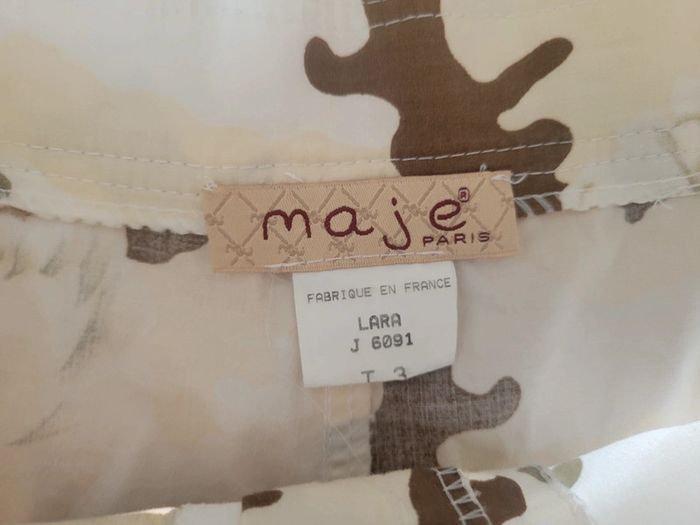 maje®
PARIS
FABRIQUE EN FRANCE
LARA
J 6091
T 3